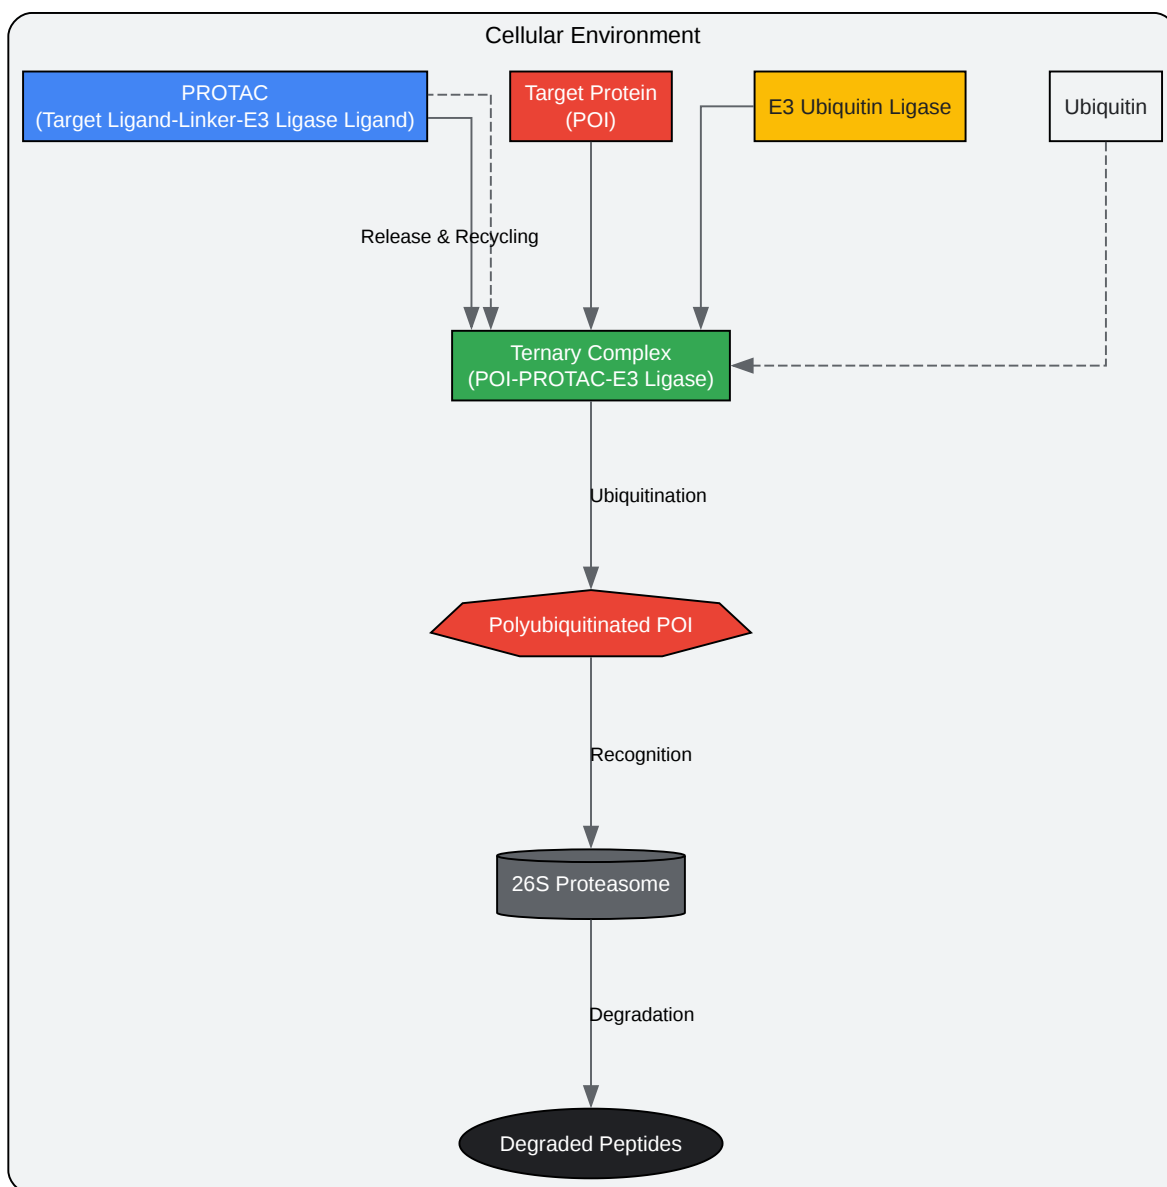 Cellular Environment
PROTAC
(Target Ligand-Linker-E3 Ligase Ligand)
Target Protein
(POI)
E3 Ubiquitin Ligase
Ubiquitin
Release & Recycling
Ternary Complex
(POI-PROTAC-E3 Ligase)
Ubiquitination
Polyubiquitinated POI
Recognition
26S Proteasome
Degradation
Degraded Peptides